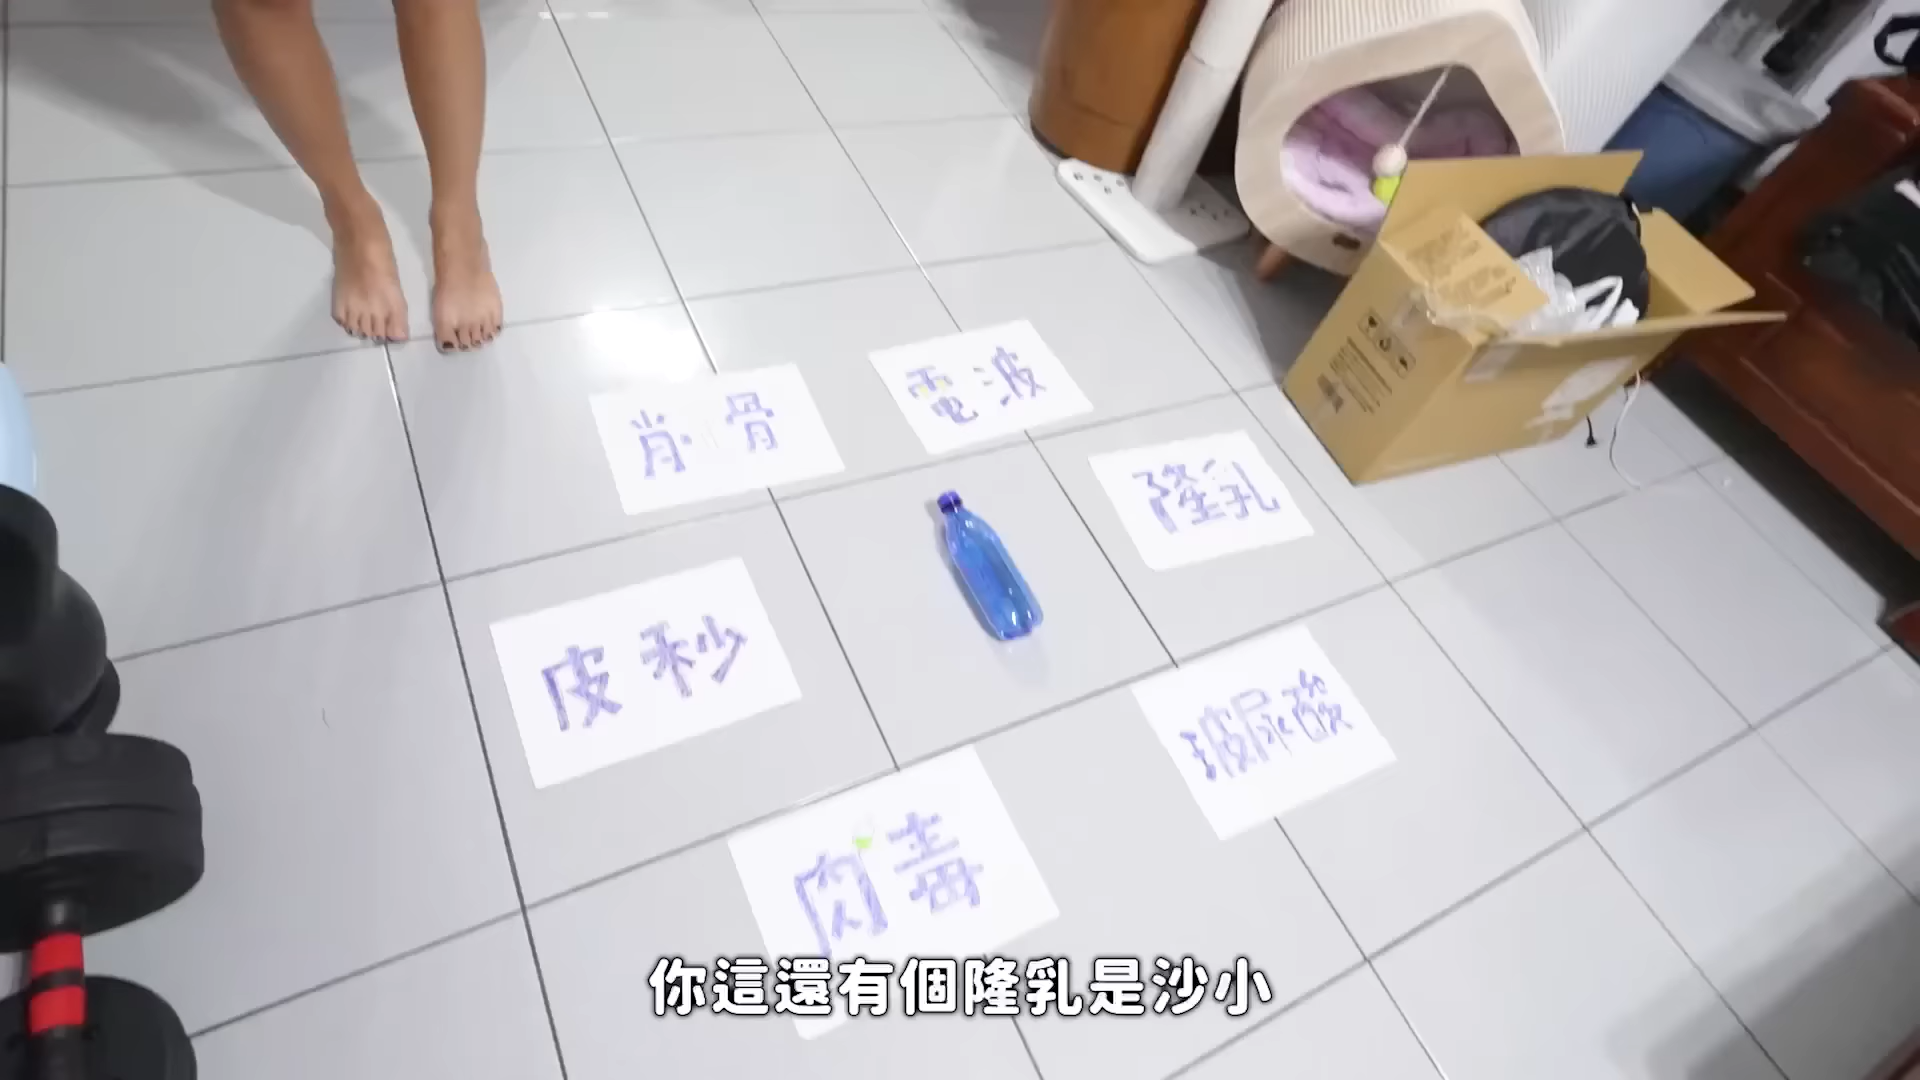 電波
削骨
隆乳
皮秒
玻尿酸
肉毒
你這還有個隆乳是沙小